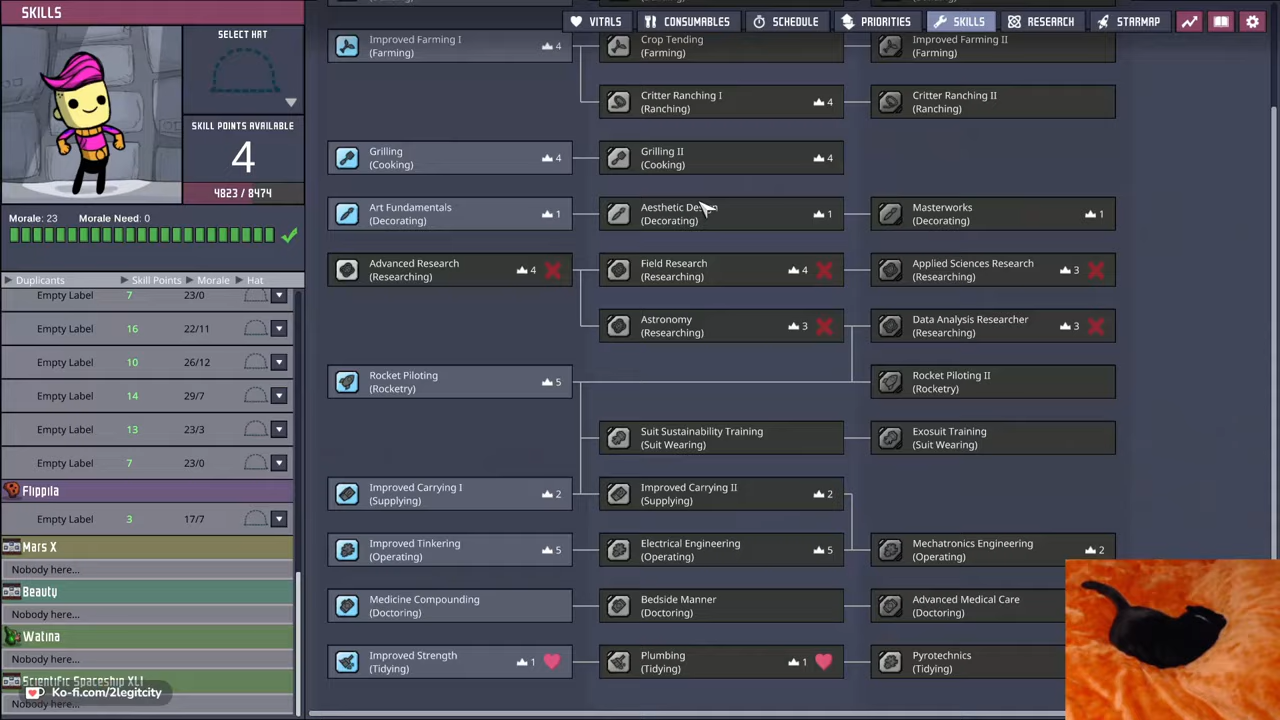 SKILLS
VITALS
CONSUMABLES
SCHEDULE
PRIORITIES
SKILLS
RESEARCH
STARMAP
SELECT HAT
SKILL POINTS AVAILABLE
4
4823 / 8474
Morale: 23
Morale Need: 0
Duplicants
Skill Points
Morale
Hat
Empty Label 7 23/0
Empty Label 16 22/11
Empty Label 10 26/12
Empty Label 14 29/7
Empty Label 13 23/3
Empty Label 7 23/0
Flippila
Empty Label 3 17/7
Mars X
Nobody here...
Beauty
Nobody here...
Watina
Nobody here...
Scientific Spaceship XL1
Nobody here...
Ko-fi.com/2legitcity
Improved Farming I
(Farming)
4
Crop Tending
(Farming)
Improved Farming II
(Farming)
Critter Ranching I
(Ranching)
4
Critter Ranching II
(Ranching)
Grilling
(Cooking)
4
Grilling II
(Cooking)
4
Art Fundamentals
(Decorating)
1
Aesthetic Design
(Decorating)
1
Masterworks
(Decorating)
1
Advanced Research
(Researching)
4
Field Research
(Researching)
4
Applied Sciences Research
(Researching)
3
Astronomy
(Researching)
3
Data Analysis Researcher
(Researching)
3
Rocket Piloting
(Rocketry)
5
Rocket Piloting II
(Rocketry)
Suit Sustainability Training
(Suit Wearing)
Exosuit Training
(Suit Wearing)
Improved Carrying I
(Supplying)
2
Improved Carrying II
(Supplying)
2
Improved Tinkering
(Operating)
5
Electrical Engineering
(Operating)
5
Mechatronics Engineering
(Operating)
2
Medicine Compounding
(Doctoring)
Bedside Manner
(Doctoring)
Advanced Medical Care
(Doctoring)
Improved Strength
(Tidying)
1
Plumbing
(Tidying)
1
Pyrotechnics
(Tidying)